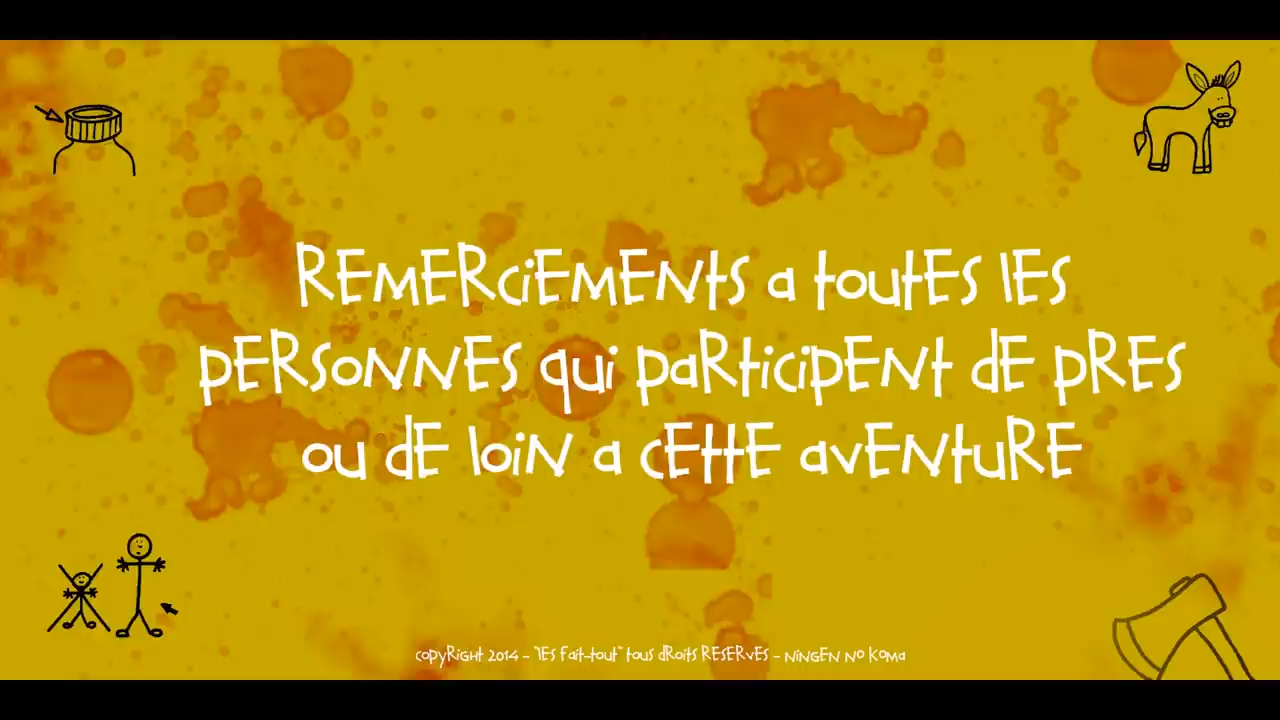 REMERciEMENts a toutEs lEs
pERsonnEs qui paRticipENt dE pREs
ou dE loiN a cEttE avENtuRE
copyRight 2014 - "lEs fait-tout" tous dRoits REsERvEs - NiNgEN No Koma